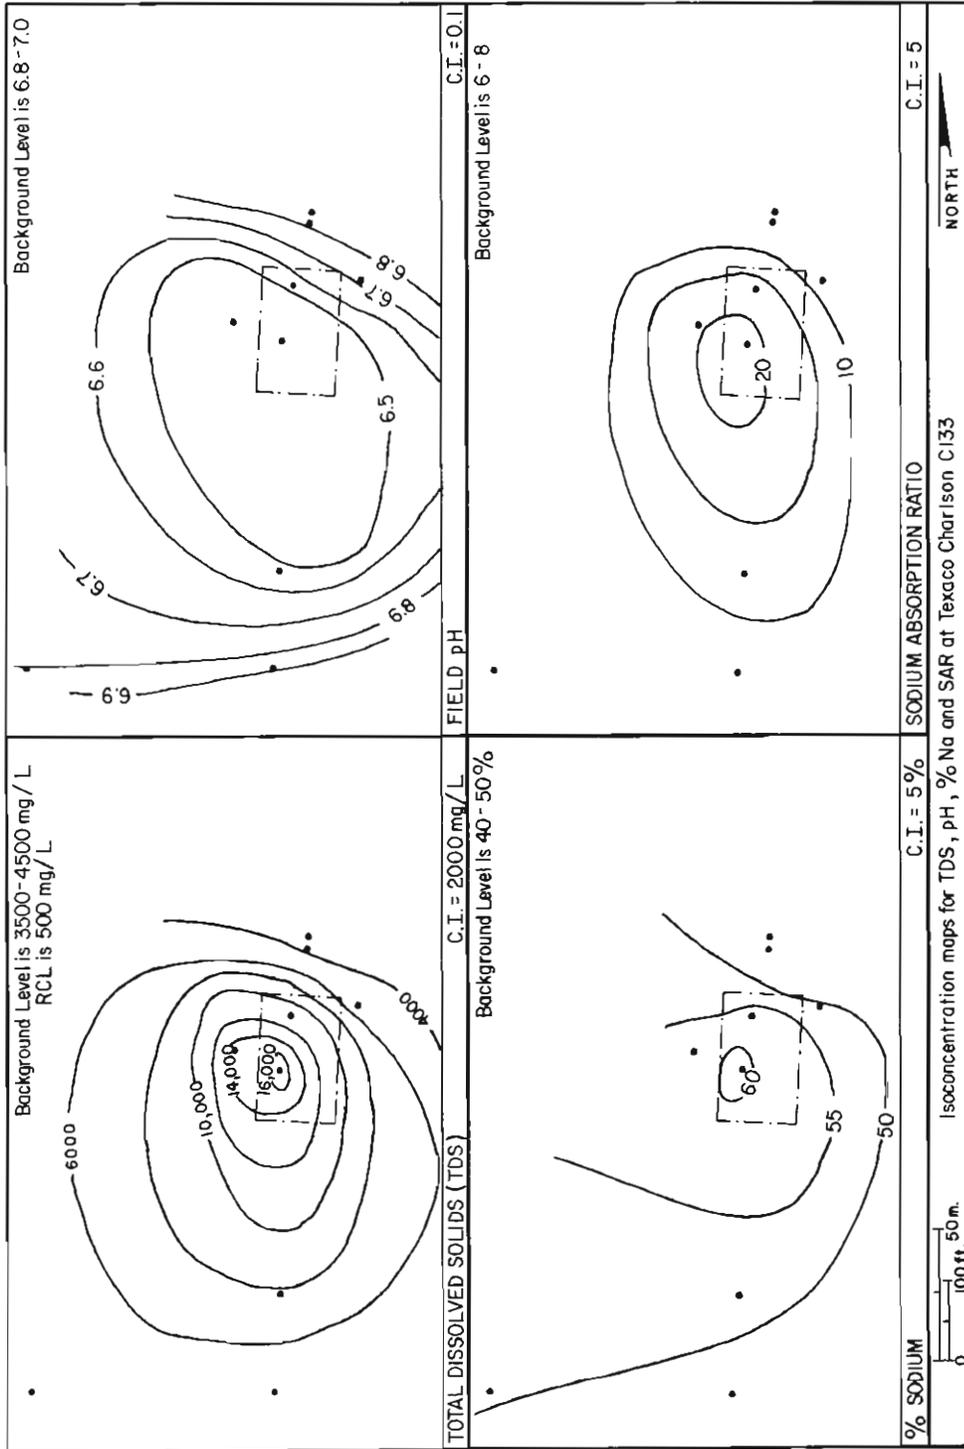 Background Level is 3500-4500 mg/L
RCL is 500 mg/L
6000
10,000
14,000
16,000
4000
TOTAL DISSOLVED SOLIDS (TDS)
C.I. = 2000 mg/L
Background Level is 6.8-7.0
6.9
6.7
6.6
6.5
6.8
6.7
6.8
FIELD pH
C.I. = 0.1
Background Level is 40-50%
60
55
50
% SODIUM
C.I. = 5%
Background Level is 6-8
20
10
SODIUM ABSORPTION RATIO
C.I. = 5
0
100 ft.
50 m.
Isoconcentration maps for TDS, pH, % Na and SAR at Texaco Charlson C133
NORTH